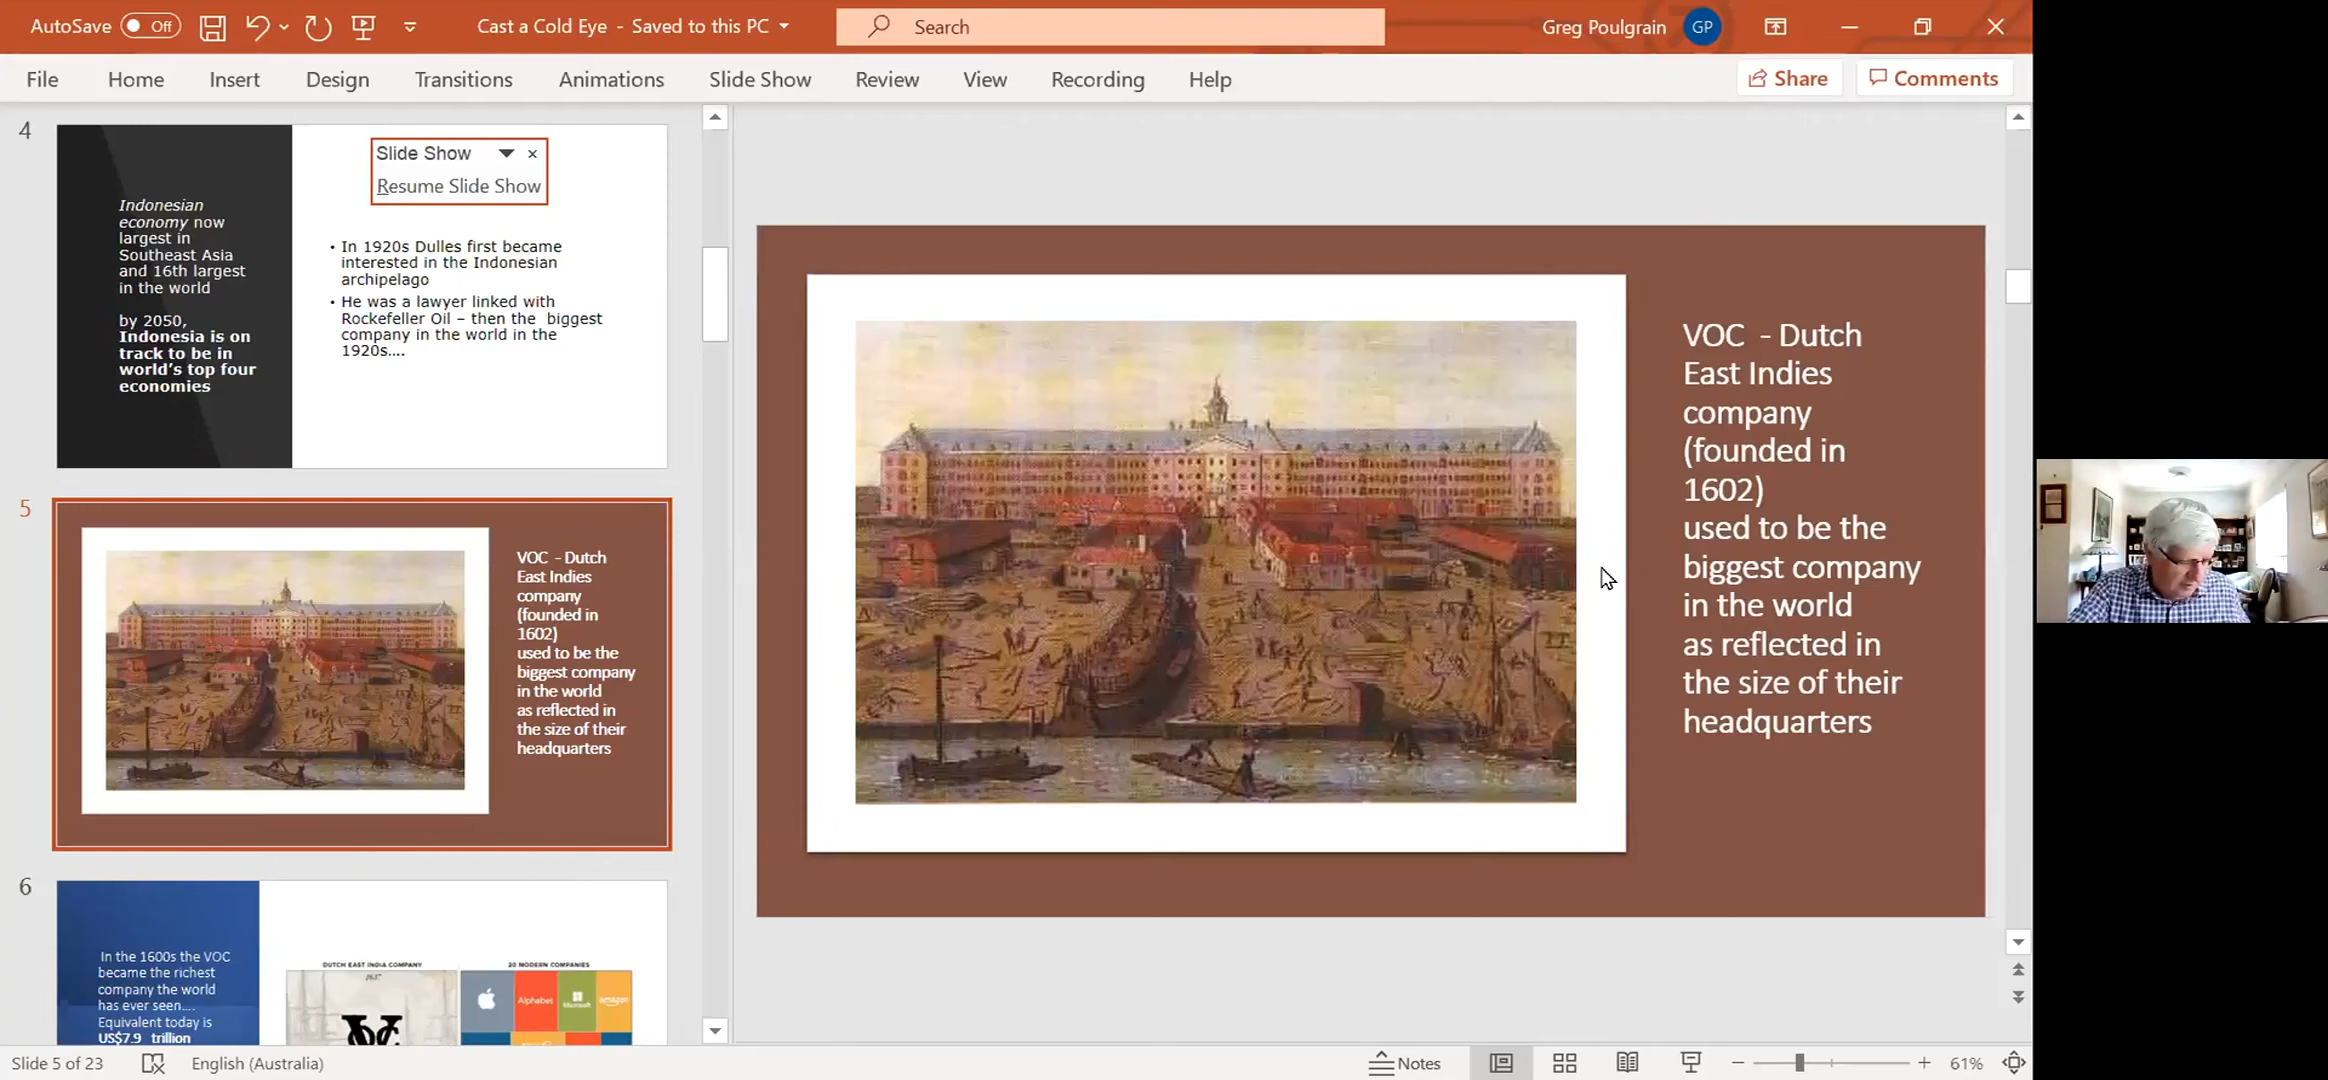 AutoSave Off
Cast a Cold Eye - Saved to this PC
Search
Greg Poulgrain GP
File Home Insert Design Transitions Animations Slide Show Review View Recording Help
Share Comments
4
Indonesian
economy now
largest in
Southeast Asia
and 16th largest
in the world
by 2050,
Indonesia is on
track to be in
world's top four
economies
Slide Show
Resume Slide Show
• In 1920s Dulles first became
interested in the Indonesian
archipelago
• He was a lawyer linked with
Rockefeller Oil – then the biggest
company in the world in the
1920s....
5
VOC - Dutch
East Indies
company
(founded in
1602)
used to be the
biggest company
in the world
as reflected in
the size of their
headquarters
6
In the 1600s the VOC
became the richest
company the world
has ever seen....
Equivalent today is
US$7.9 trillion
DUTCH EAST INDIA COMPANY
1637
VOC
20 MODERN COMPANIES
Alphabet
Microsoft
amazon
VOC - Dutch
East Indies
company
(founded in
1602)
used to be the
biggest company
in the world
as reflected in
the size of their
headquarters
Slide 5 of 23
English (Australia)
Notes
61%